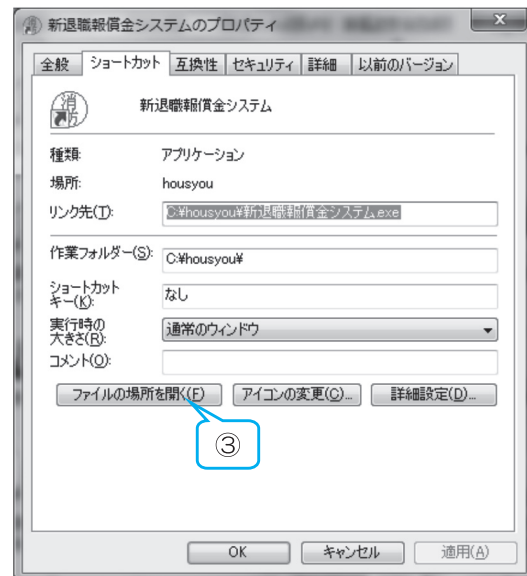 新退職報償金システムのプロパティ
全般 ショートカット 互換性 セキュリティ 詳細 以前のバージョン
消防
新退職報償金システム
種類: アプリケーション
場所: housyou
リンク先(T): C:¥housyou¥新退職報償金システム.exe
作業フォルダー(S): C:¥housyou¥
ショートカット
キー(K): なし
実行時の
大きさ(R): 通常のウィンドウ
コメント(O):
ファイルの場所を開く(F) アイコンの変更(C)... 詳細設定(D)...
③
OK キャンセル 適用(A)